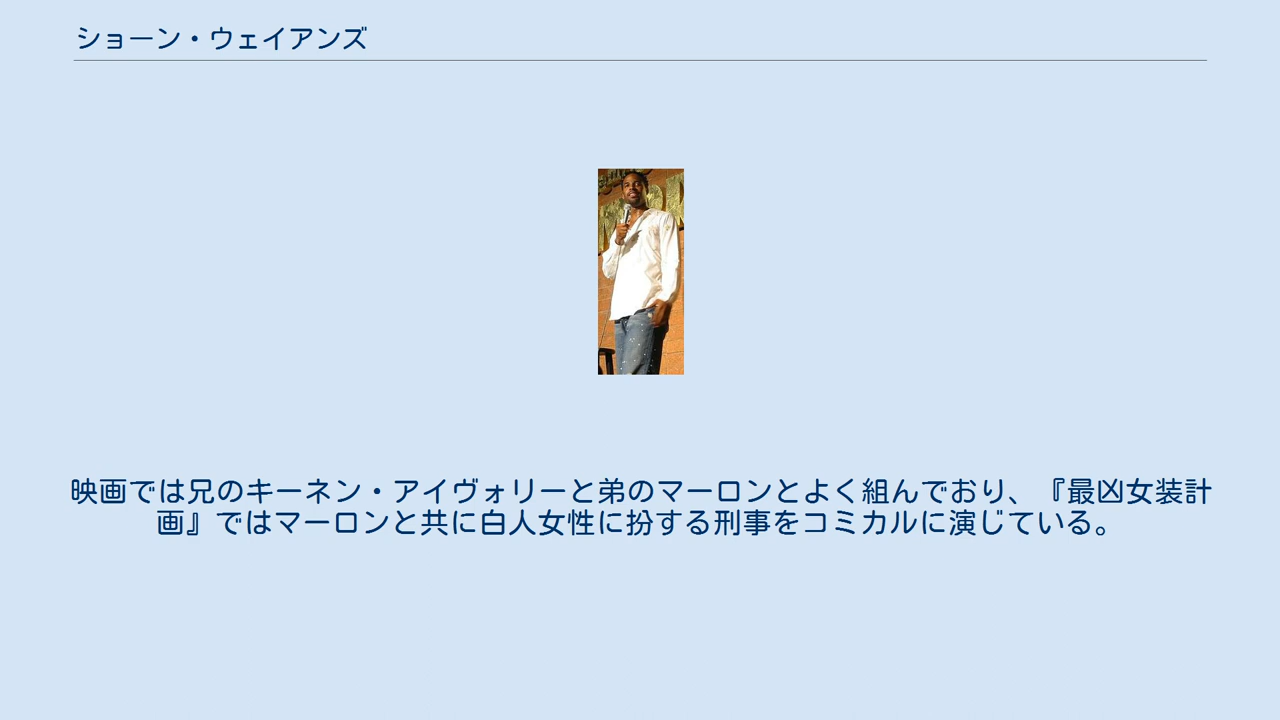 ショーン・ウェイアンズ
映画では兄のキーネン・アイヴォリーと弟のマーロンとよく組んでおり、『最凶女装計
画』ではマーロンと共に白人女性に扮する刑事をコミカルに演じている。